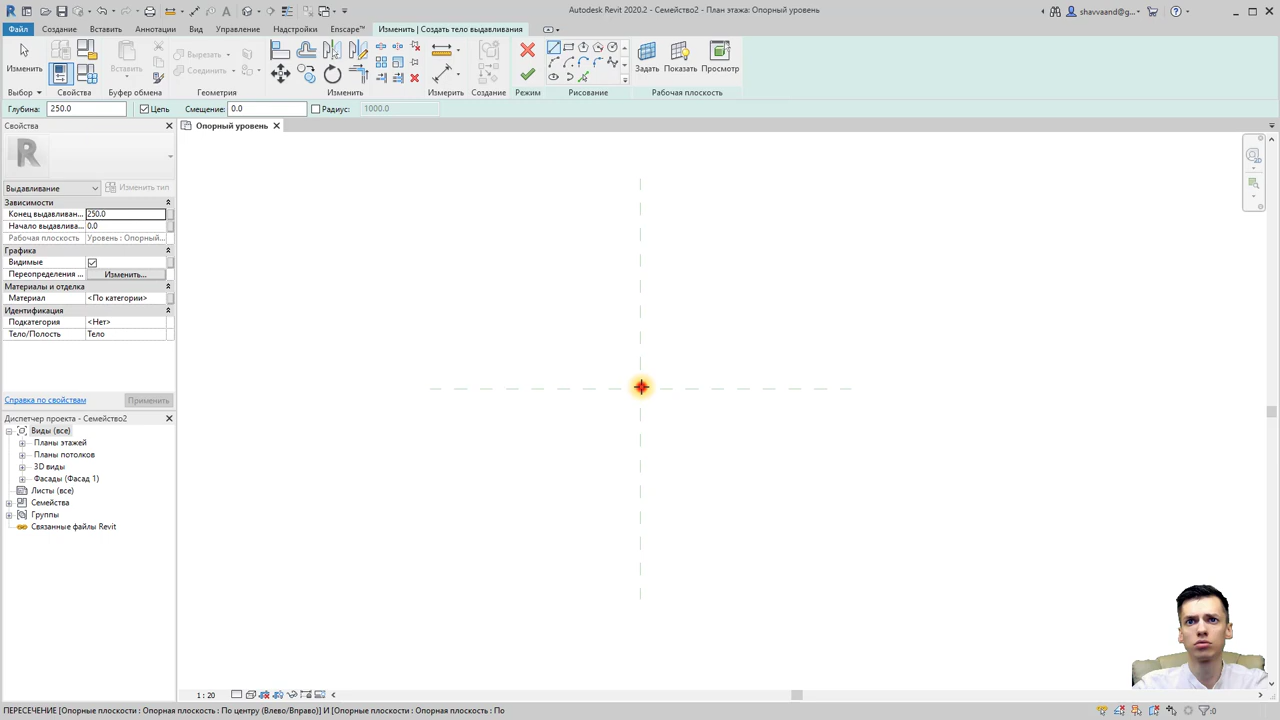 Autodesk Revit 2020.2 - Семейство2 - План этажа: Опорный уровень
shavvaand@g...
Файл Создание Вставить Аннотации Вид Управление Надстройки Enscape™ Изменить | Создать тело выдавливания
Изменить Вставить Вырезать Соединить Задать Показать Просмотр
Выбор Свойства Буфер обмена Геометрия Изменить Измерить Создание Режим Рисование Рабочая плоскость
Глубина: 250.0 Цепь Смещение: 0.0 Радиус: 1000.0
Свойства
Опорный уровень
R
Выдавливание Изменить тип
Зависимости
Конец выдавливан... 250.0
Начало выдавлива... 0.0
Рабочая плоскость Уровень : Опорный...
Графика
Видимые
Переопределения ... Изменить...
Материалы и отделка
Материал <По категории>
Идентификация
Подкатегория <Нет>
Тело/Полость Тело
Справка по свойствам Применить
Диспетчер проекта - Семейство2
Виды (все)
Планы этажей
Планы потолков
3D виды
Фасады (Фасад 1)
Листы (все)
Семейства
Группы
Связанные файлы Revit
1 : 20
ПЕРЕСЕЧЕНИЕ [Опорные плоскости : Опорная плоскость : По центру (Влево/Вправо)] И [Опорные плоскости : Опорная плоскость : По
:0